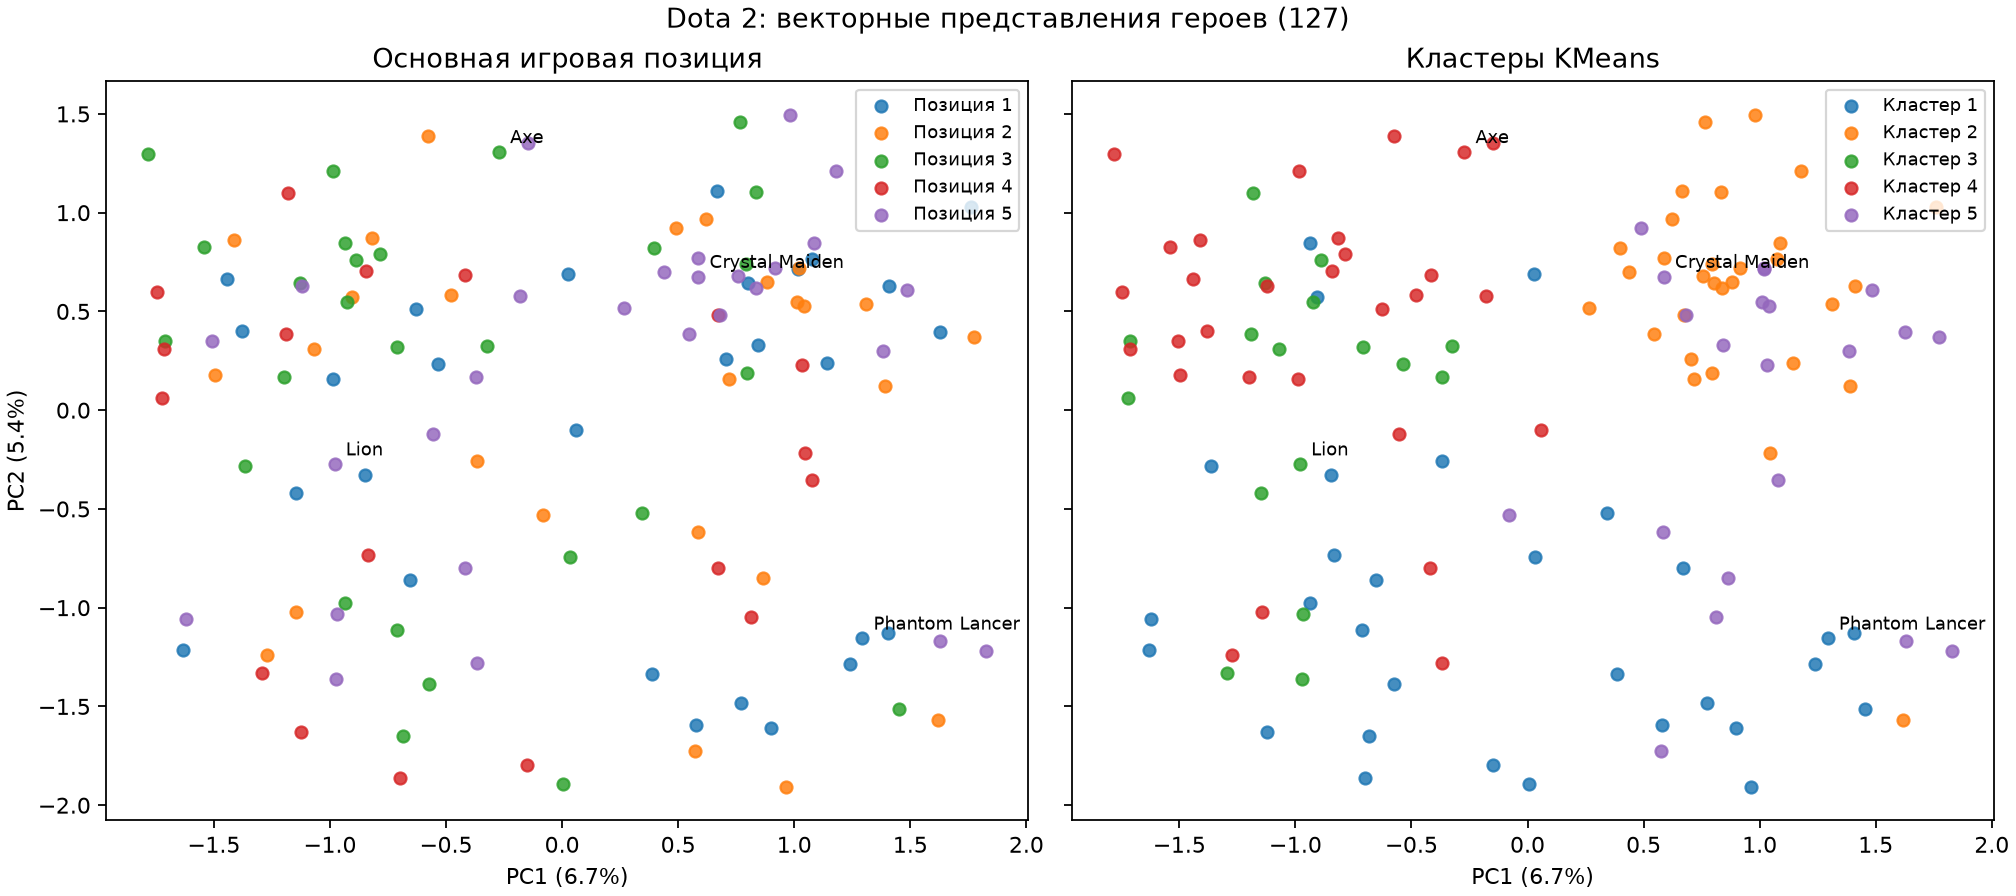 Dota 2: векторные представления героев (127)
Основная игровая позиция
Позиция 1
Позиция 2
Позиция 3
Позиция 4
Позиция 5
Axe
Crystal Maiden
Lion
Phantom Lancer
1.5
1.0
0.5
0.0
−0.5
−1.0
−1.5
−2.0
PC2 (5.4%)
−1.5 −1.0 −0.5 0.0 0.5 1.0 1.5 2.0
PC1 (6.7%)
Кластеры KMeans
Кластер 1
Кластер 2
Кластер 3
Кластер 4
Кластер 5
Axe
Crystal Maiden
Lion
Phantom Lancer
−1.5 −1.0 −0.5 0.0 0.5 1.0 1.5 2.0
PC1 (6.7%)